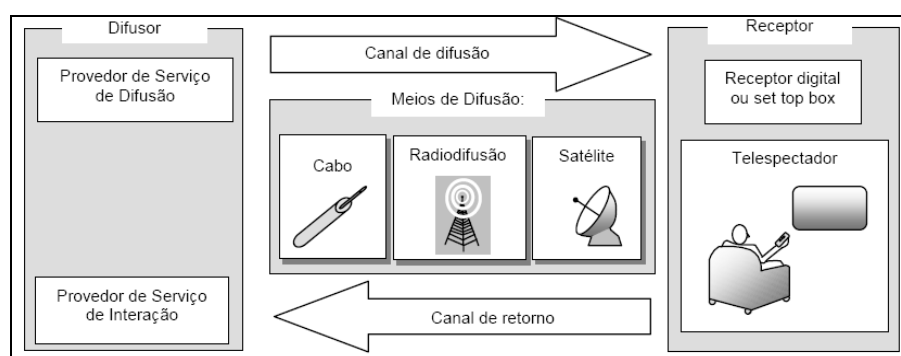 Difusor
Provedor de Serviço
de Difusão
Provedor de Serviço
de Interação
Canal de difusão
Meios de Difusão:
Cabo
Radiodifusão
Satélite
Canal de retorno
Receptor
Receptor digital
ou set top box
Telespectador